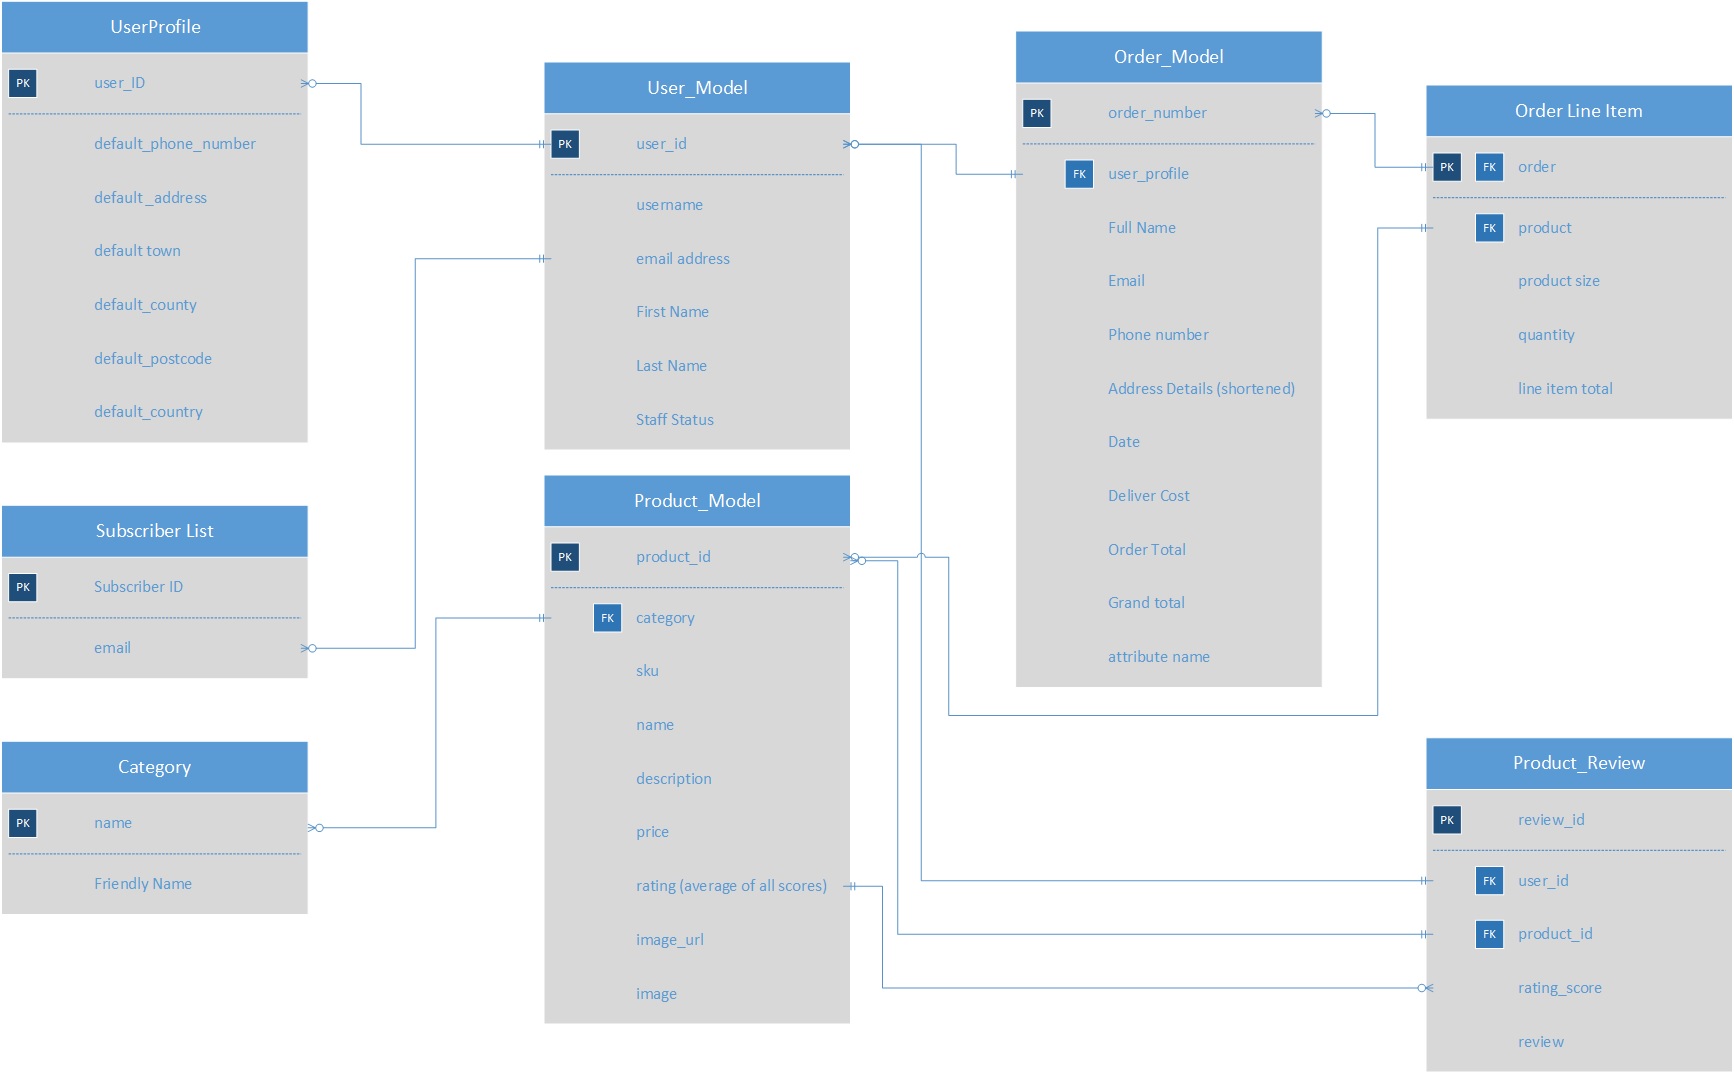 UserProfile
PK user_ID
default_phone_number
default_address
default town
default_county
default_postcode
default_country
Subscriber List
PK Subscriber ID
email
Category
PK name
Friendly Name
User_Model
PK user_id
username
email address
First Name
Last Name
Staff Status
Product_Model
PK product_id
FK category
sku
name
description
price
rating (average of all scores)
image_url
image
Order_Model
PK order_number
FK user_profile
Full Name
Email
Phone number
Address Details (shortened)
Date
Deliver Cost
Order Total
Grand total
attribute name
Order Line Item
PK FK order
FK product
product size
quantity
line item total
Product_Review
PK review_id
FK user_id
FK product_id
rating_score
review